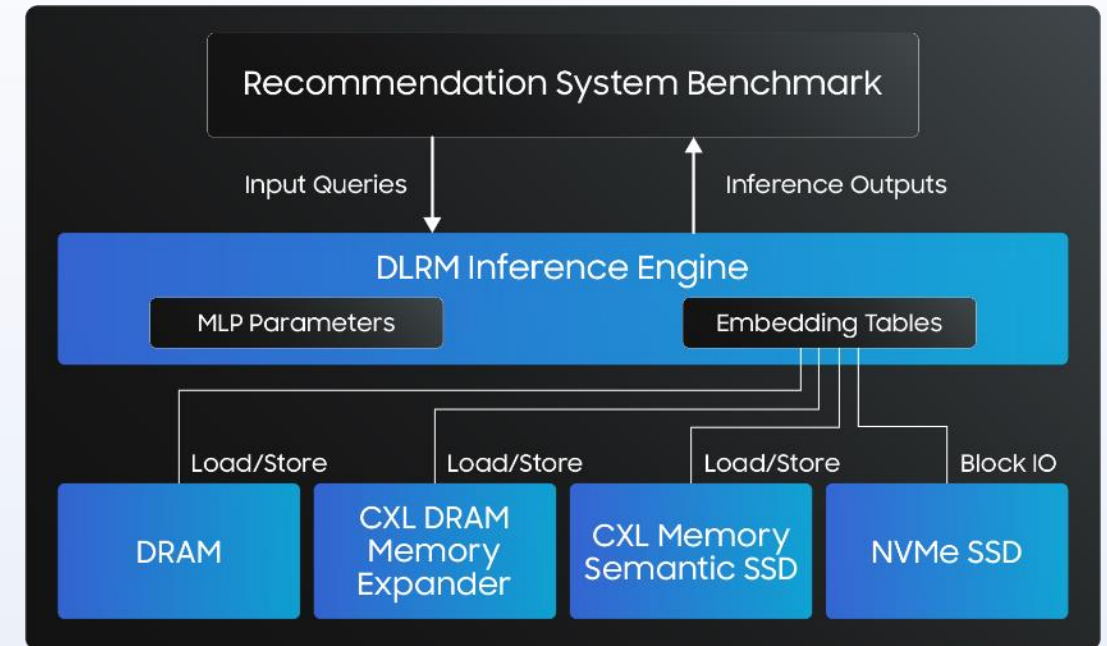 Recommendation System Benchmark
Input Queries
Inference Outputs
DLRM Inference Engine
MLP Parameters
Embedding Tables
Load/Store
Load/Store
Load/Store
Block IO
DRAM
CXL DRAM
Memory
Expander
CXL Memory
Semantic SSD
NVMe SSD